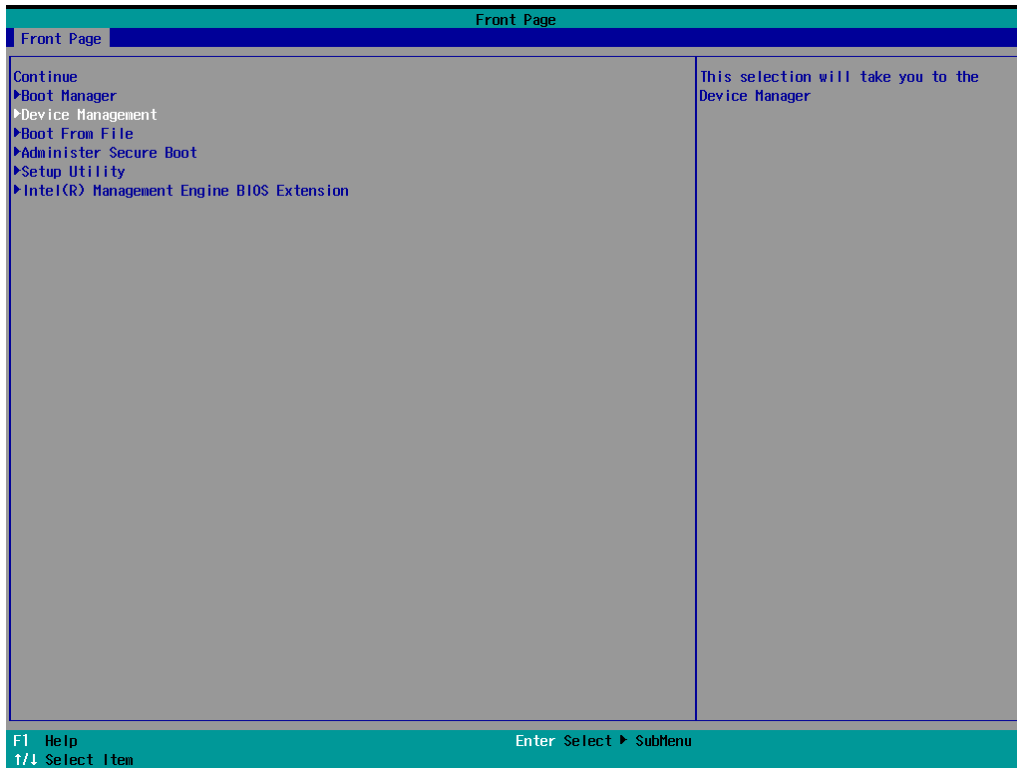 Front Page
Front Page
Continue
▶Boot Manager
▶Device Management
▶Boot From File
▶Administer Secure Boot
▶Setup Utility
▶Intel(R) Management Engine BIOS Extension
This selection will take you to the
Device Manager
F1 Help
Enter Select ▶ SubMenu
↑/↓ Select Item